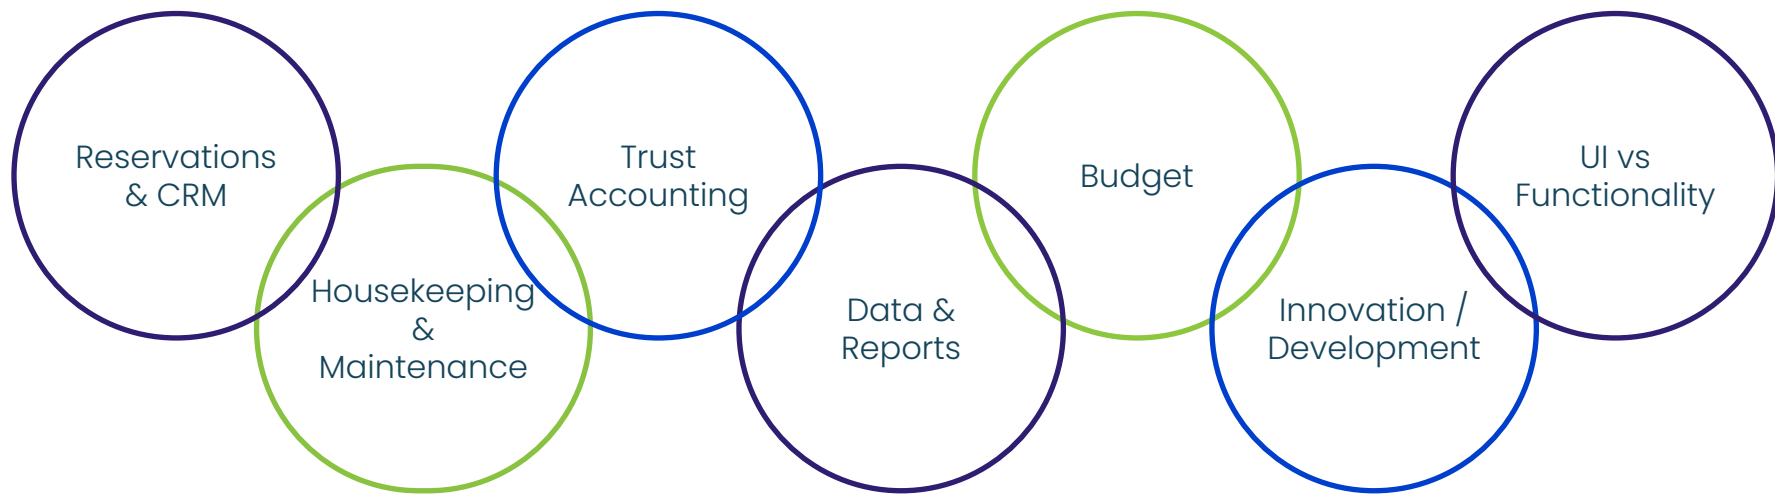 Reservations
& CRM
Housekeeping
&
Maintenance
Trust
Accounting
Data &
Reports
Budget
Innovation /
Development
UI vs
Functionality